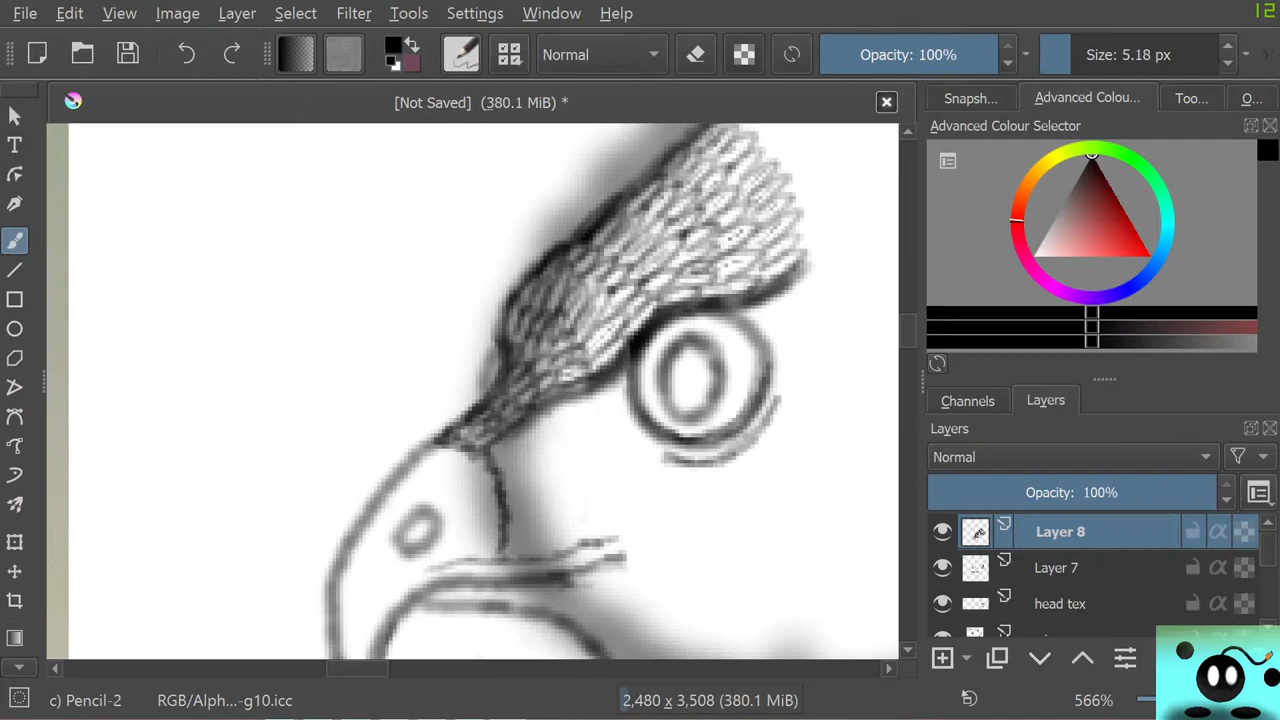 File Edit View Image Layer Select Filter Tools Settings Window Help
12
Normal
Opacity: 100%
Size: 5.18 px
[Not Saved] (380.1 MiB) *
Snapsh...
Advanced Colou...
Too...
O...
Advanced Colour Selector
Channels
Layers
Layers
Normal
Opacity: 100%
Layer 8
Layer 7
head tex
c) Pencil-2
RGB/Alph...-g10.icc
2,480 x 3,508 (380.1 MiB)
566%